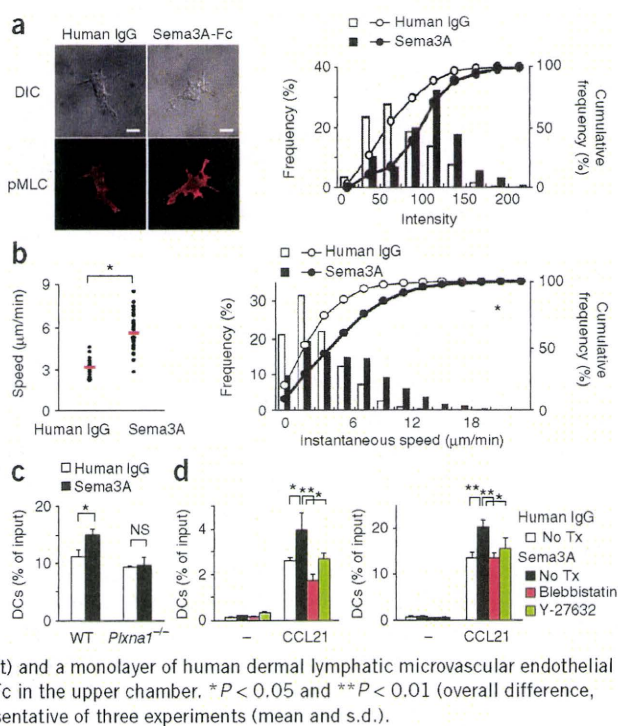 a
Human IgG Sema3A-Fc
DIC
pMLC
Human IgG
Sema3A
Frequency (%)
40
20
0
100
50
0
Cumulative frequency (%)
0 50 100 150 200
Intensity
b
*
Speed (μm/min)
9
6
3
0
Human IgG Sema3A
Human IgG
Sema3A
Frequency (%)
30
20
10
0
*
100
50
0
Cumulative frequency (%)
0 6 12 18
Instantaneous speed (μm/min)
c
Human IgG
Sema3A
DCs (% of input)
20
10
0
* NS
WT Plxna1–/–
d
DCs (% of input)
4
2
0
* ** *
– CCL21
DCs (% of input)
20
10
0
** ** *
– CCL21
Human IgG
No Tx
Sema3A
No Tx
Blebbistatin
Y-27632
t) and a monolayer of human dermal lymphatic microvascular endothelial
c in the upper chamber. *P < 0.05 and **P < 0.01 (overall difference,
sentative of three experiments (mean and s.d.).